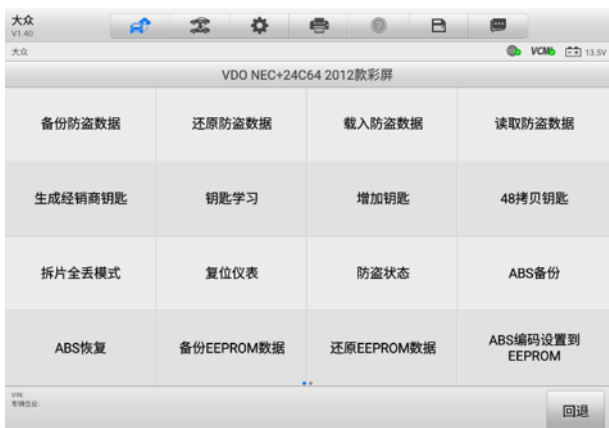 大众
V1.40
大众
VCMI 13.5V
VDO NEC+24C64 2012款彩屏
备份防盗数据 还原防盗数据 载入防盗数据 读取防盗数据
生成经销商钥匙 钥匙学习 增加钥匙 48拷贝钥匙
拆片全丢模式 复位仪表 防盗状态 ABS备份
ABS恢复 备份EEPROM数据 还原EEPROM数据 ABS编码设置到
EEPROM
VIN:
车辆信息:
回退